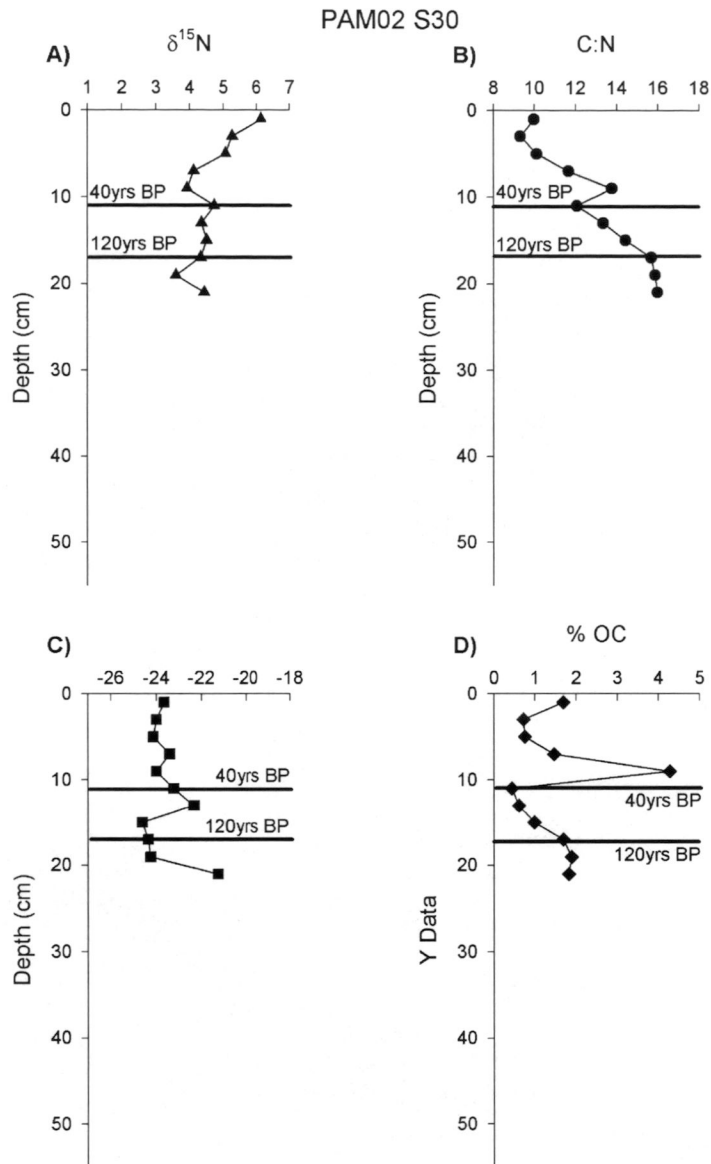 PAM02 S30
A)
δ15N
1 2 3 4 5 6 7
0
10
20
30
40
50
40yrs BP
120yrs BP
Depth (cm)
B)
C:N
8 10 12 14 16 18
0
10
20
30
40
50
40yrs BP
120yrs BP
Depth (cm)
C)
-26 -24 -22 -20 -18
0
10
20
30
40
50
40yrs BP
120yrs BP
Depth (cm)
D)
% OC
0 1 2 3 4 5
0
10
20
30
40
50
40yrs BP
120yrs BP
Y Data